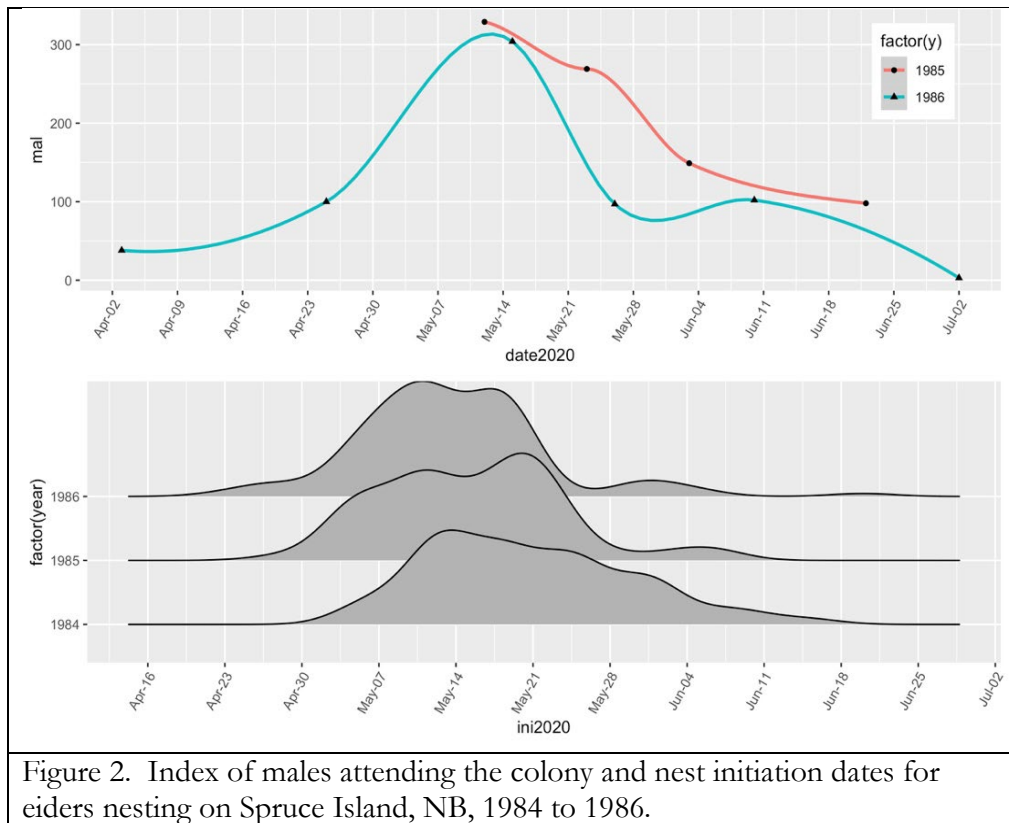 300
200
100
0
mal
factor(y)
1985
1986
Apr-02 Apr-09 Apr-16 Apr-23 Apr-30 May-07 May-14 May-21 May-28 Jun-04 Jun-11 Jun-18 Jun-25 Jul-02
date2020
factor(year)
1986
1985
1984
Apr-16 Apr-23 Apr-30 May-07 May-14 May-21 May-28 Jun-04 Jun-11 Jun-18 Jun-25 Jul-02
ini2020
Figure 2. Index of males attending the colony and nest initiation dates for
eiders nesting on Spruce Island, NB, 1984 to 1986.